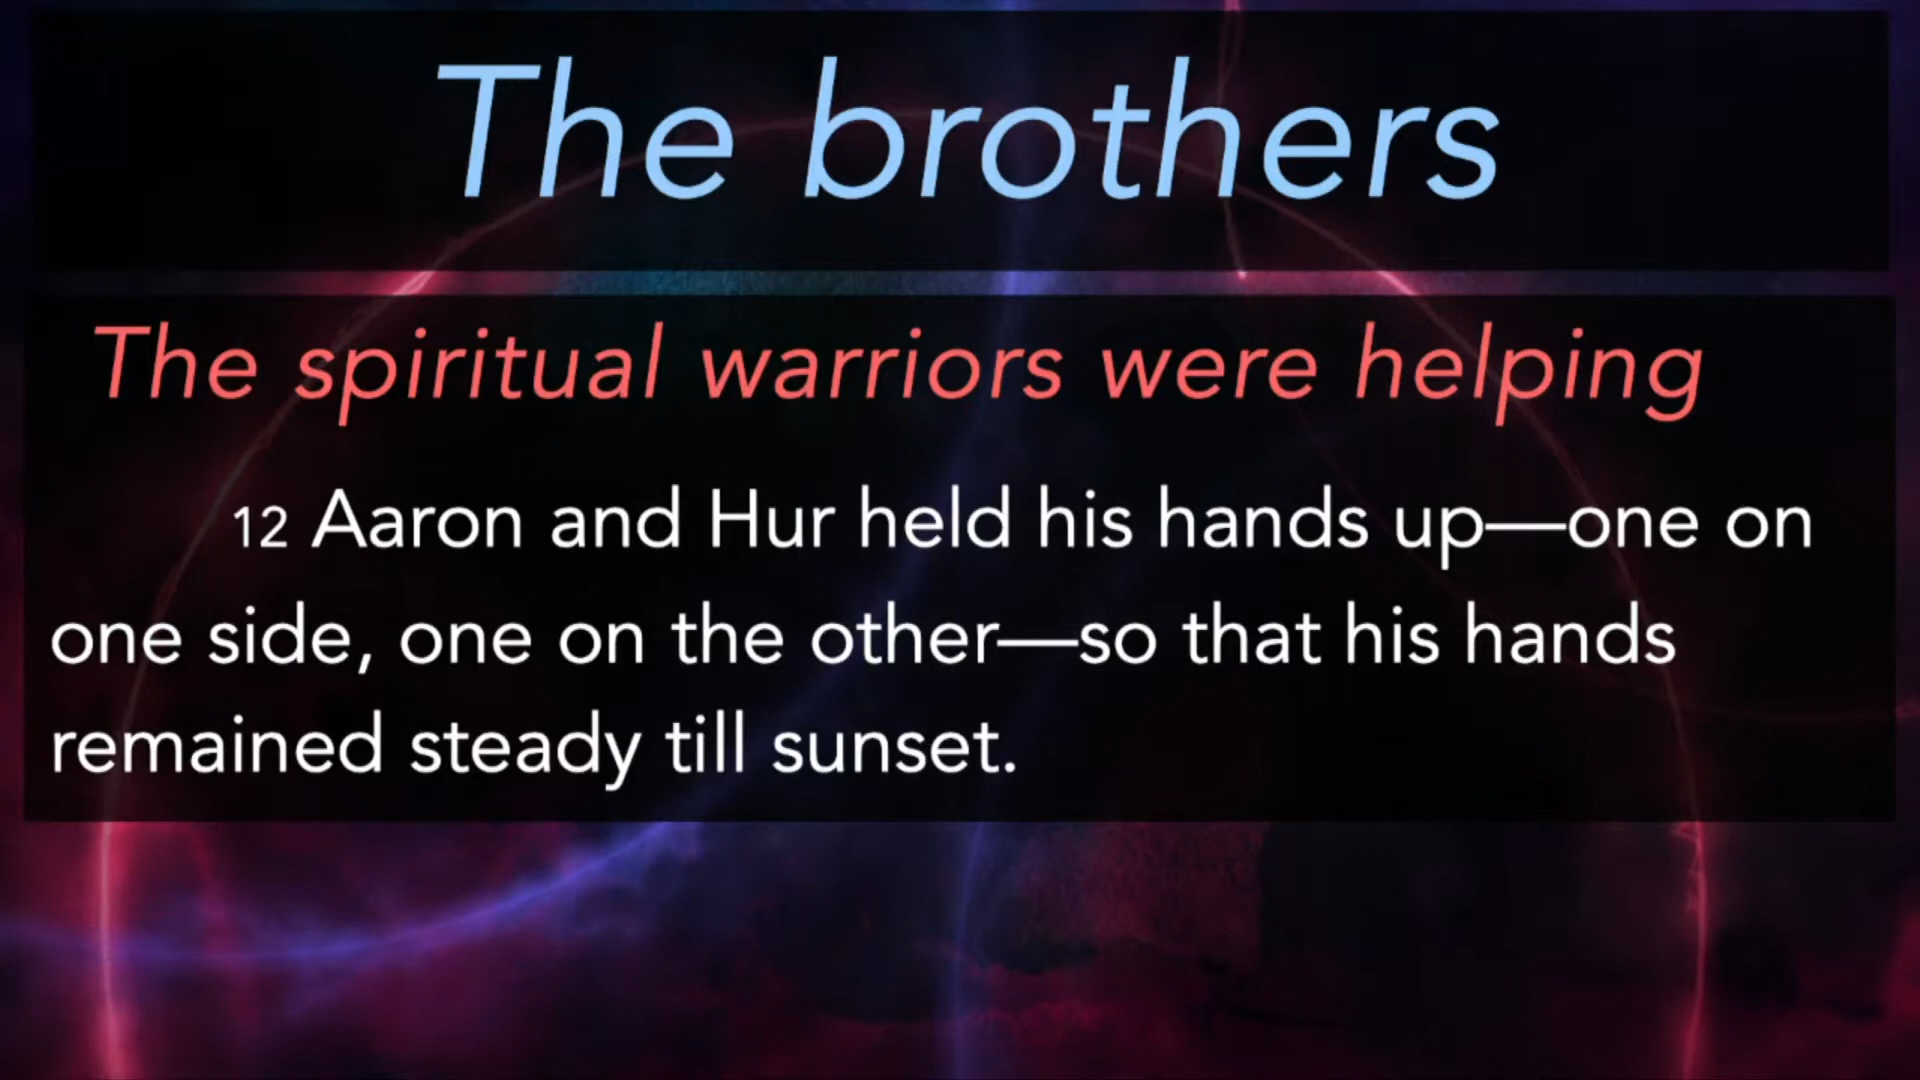 The brothers
The spiritual warriors were helping
12 Aaron and Hur held his hands up—one on
one side, one on the other—so that his hands
remained steady till sunset.